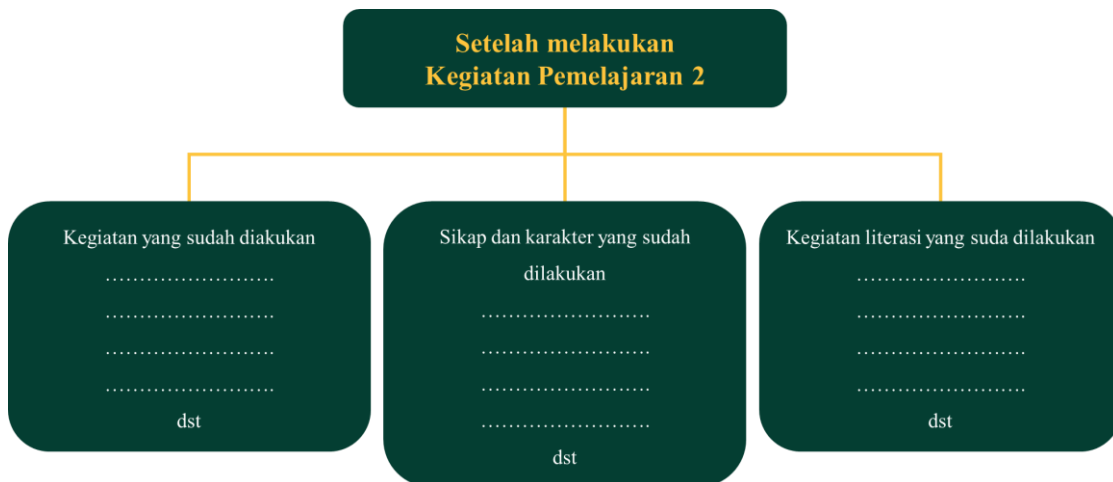 Setelah melakukan
Kegiatan Pemelajaran 2
Kegiatan yang sudah diakukan
……………………….
……………………….
……………………….
……………………….
dst
Sikap dan karakter yang sudah
dilakukan
……………………….
……………………….
……………………….
……………………….
dst
Kegiatan literasi yang suda dilakukan
……………………….
……………………….
……………………….
……………………….
dst